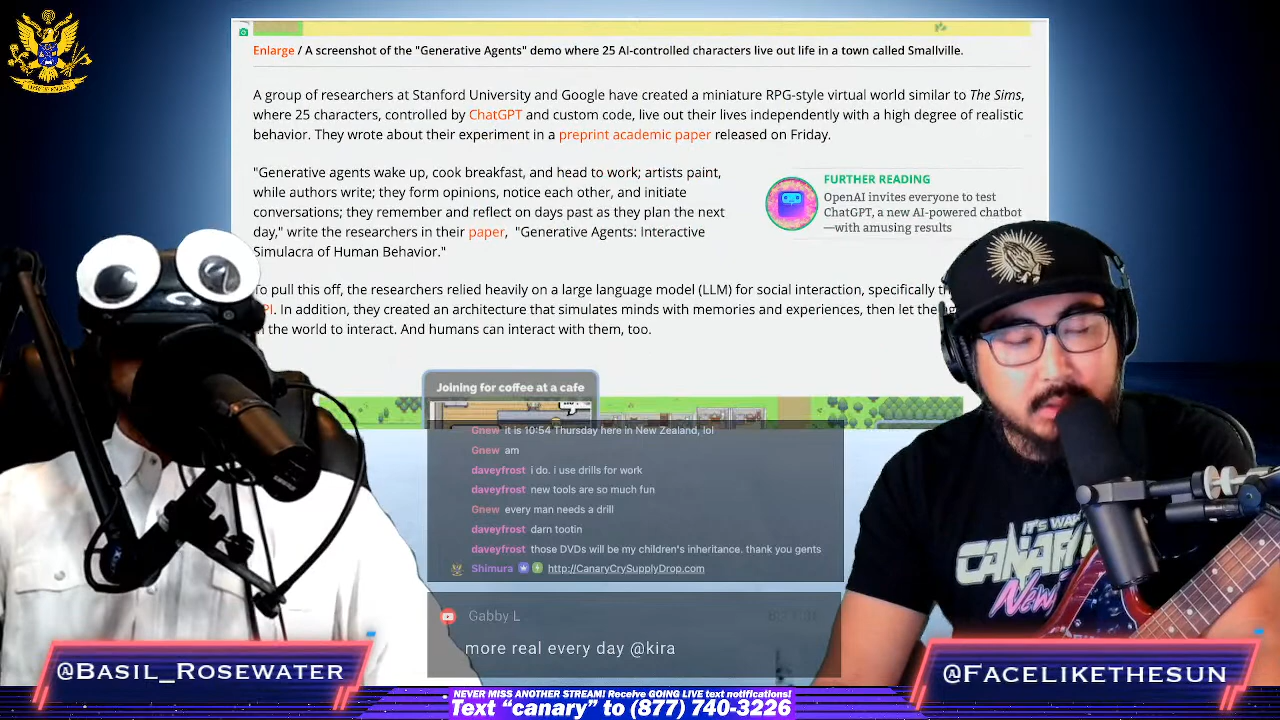 Enlarge / A screenshot of the "Generative Agents" demo where 25 AI-controlled characters live out life in a town called Smallville.
A group of researchers at Stanford University and Google have created a miniature RPG-style virtual world similar to The Sims,
where 25 characters, controlled by ChatGPT and custom code, live out their lives independently with a high degree of realistic
behavior. They wrote about their experiment in a preprint academic paper released on Friday.
"Generative agents wake up, cook breakfast, and head to work; artists paint,
while authors write; they form opinions, notice each other, and initiate
conversations; they remember and reflect on days past as they plan the next
day," write the researchers in their paper, "Generative Agents: Interactive
Simulacra of Human Behavior."
FURTHER READING
OpenAI invites everyone to test
ChatGPT, a new AI-powered chatbot
—with amusing results
To pull this off, the researchers relied heavily on a large language model (LLM) for social interaction, specifically
In addition, they created an architecture that simulates minds with memories and experiences, then let the
the world to interact. And humans can interact with them, too.
Joining for coffee at a cafe
Gnew it is 10:54 Thursday here in New Zealand, lol
Gnew am
daveyfrost i do. i use drills for work
daveyfrost new tools are so much fun
Gnew every man needs a drill
daveyfrost darn tootin
daveyfrost those DVDs will be my children's inheritance. thank you gents
Shimura http://CanaryCrySupplyDrop.com
Gabby L
more real every day @kira
IT'S WAY
CANARY
New
@Basil_Rosewater
@Facelikethesun
NEVER MISS ANOTHER STREAM! Receive GOING LIVE text notifications!
ext "canary" to (877) 740-3226